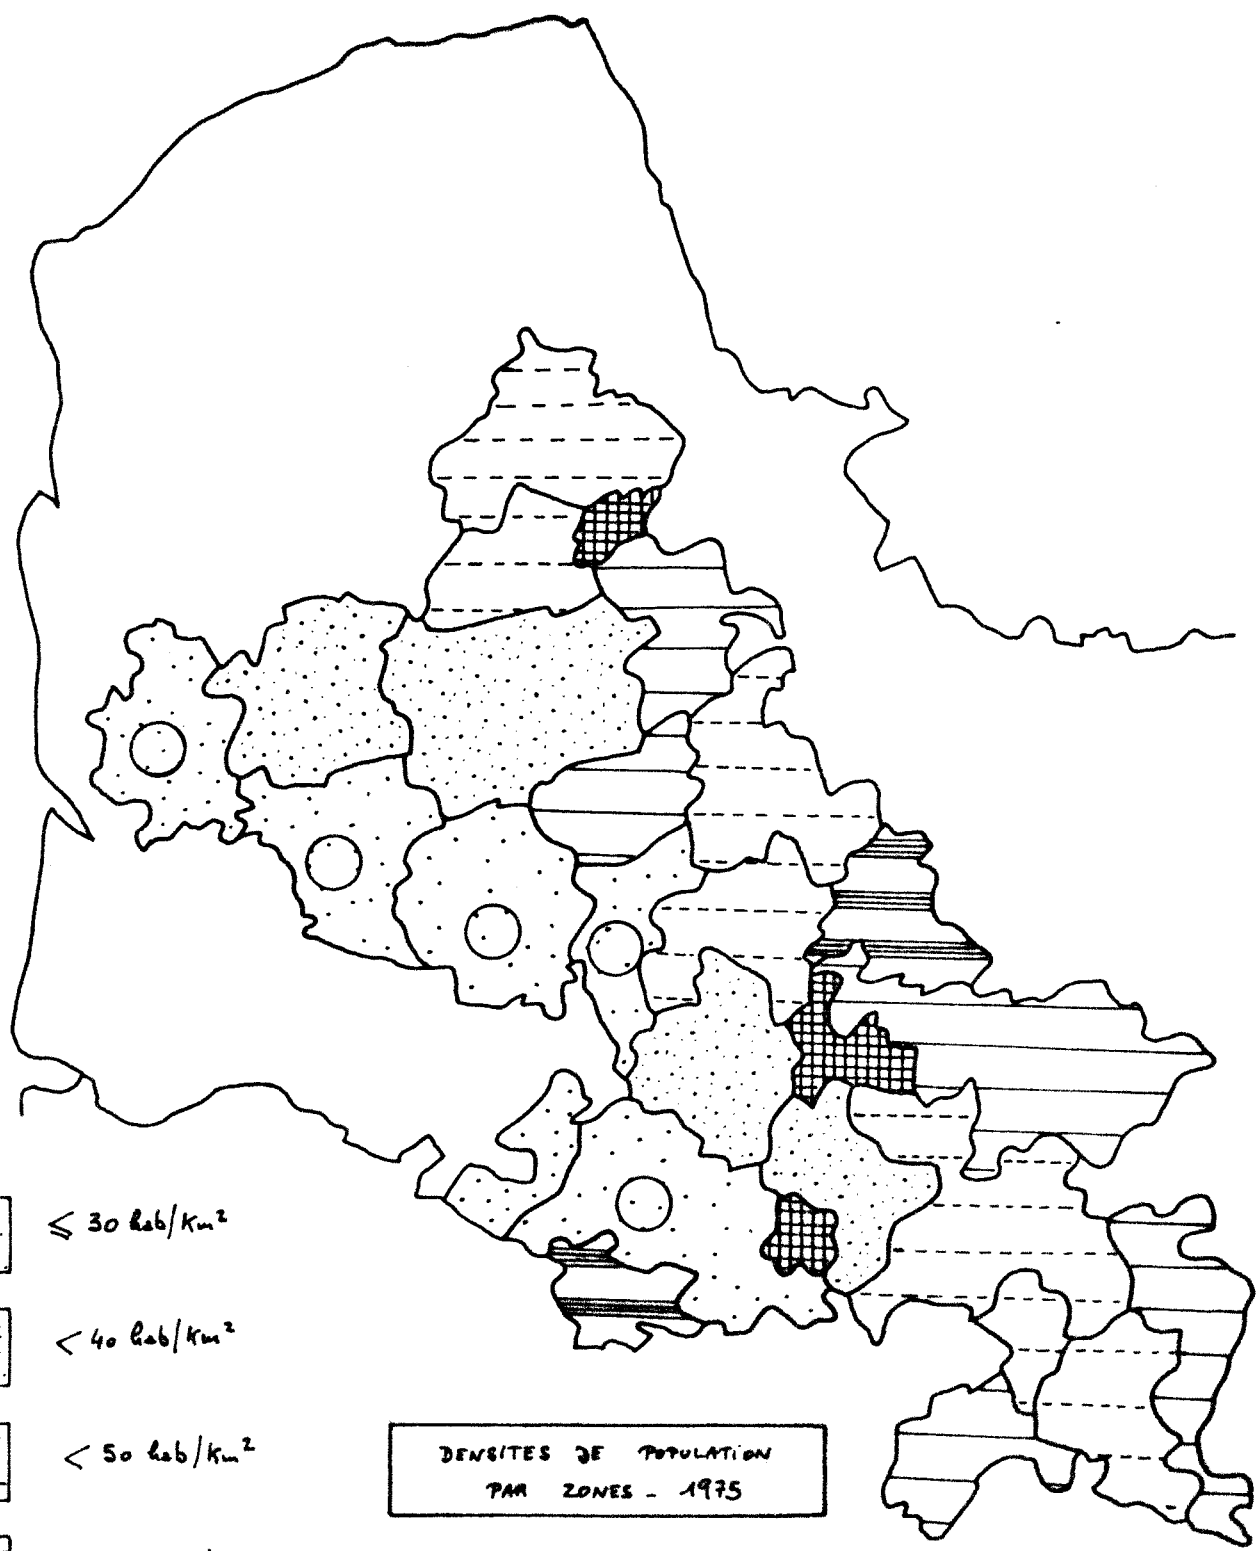 ≤ 30 hab/Km²
< 40 hab/Km²
< 50 hab/Km²
DENSITES DE POPULATION
PAR ZONES - 1975